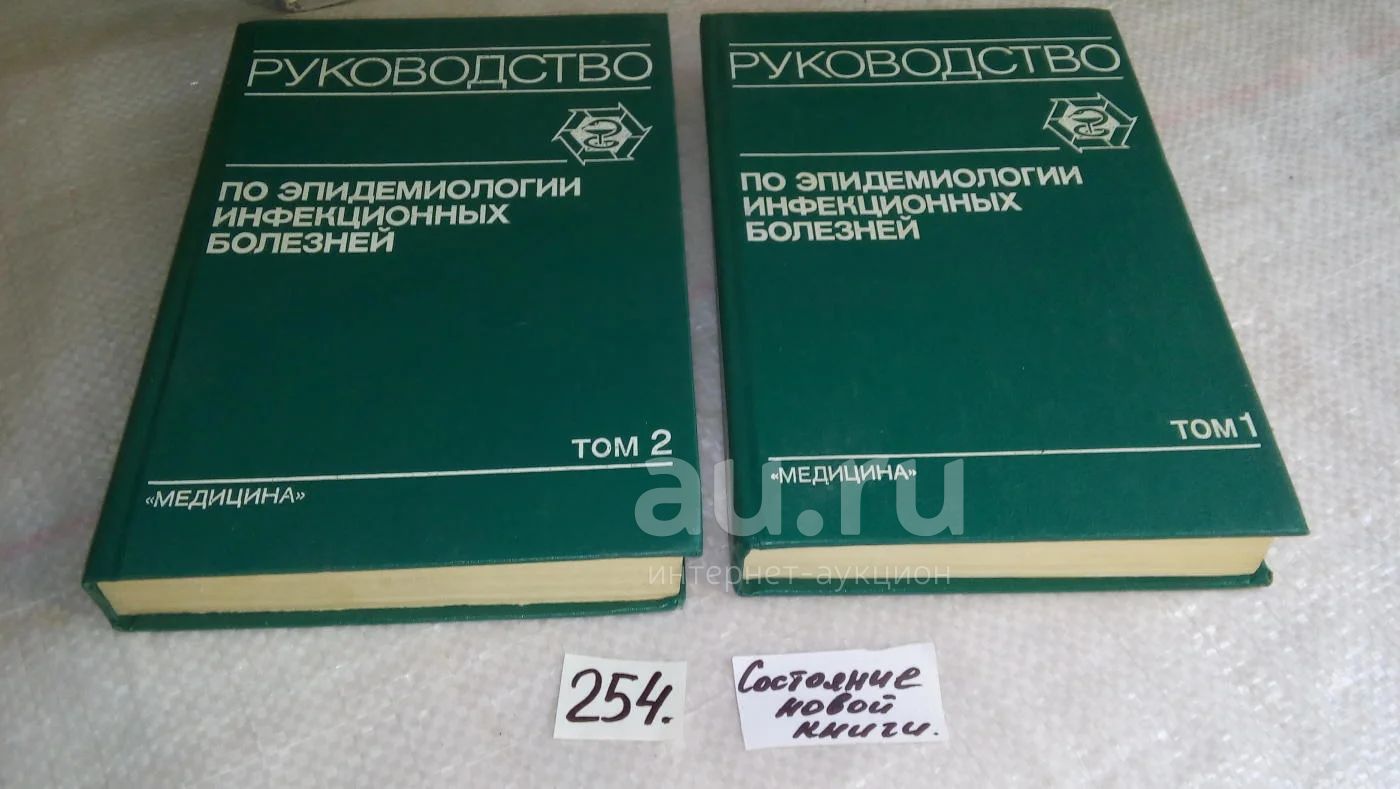 РУКОВОДСТВО
ПО ЭПИДЕМИОЛОГИИ
ИНФЕКЦИОННЫХ
БОЛЕЗНЕЙ
ТОМ 2
«МЕДИЦИНА»
РУКОВОДСТВО
ПО ЭПИДЕМИОЛОГИИ
ИНФЕКЦИОННЫХ
БОЛЕЗНЕЙ
ТОМ 1
«МЕДИЦИНА»
au.ru
интернет-аукцион
254.
Состояние
новой
книги.